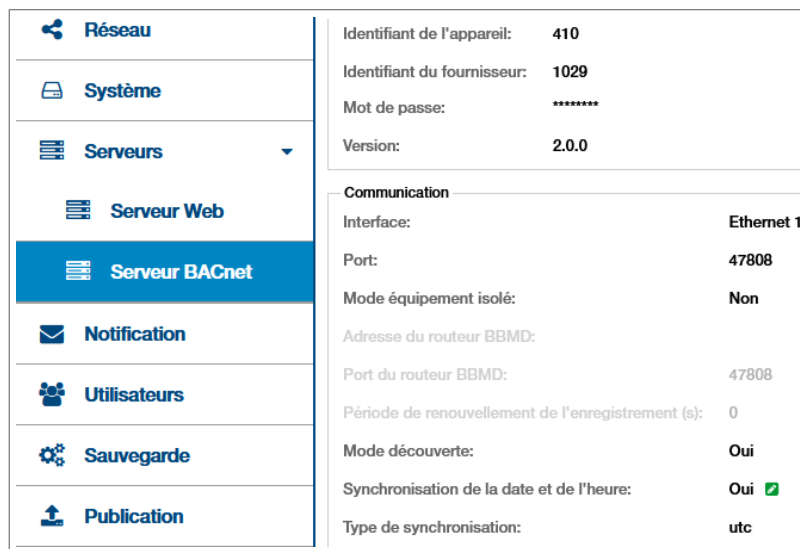 Réseau
Système
Serveurs
Serveur Web
Serveur BACnet
Notification
Utilisateurs
Sauvegarde
Publication
Identifiant de l'appareil: 410
Identifiant du fournisseur: 1029
Mot de passe: ********
Version: 2.0.0
Communication
Interface: Ethernet 1
Port: 47808
Mode équipement isolé: Non
Adresse du routeur BBMD:
Port du routeur BBMD: 47808
Période de renouvellement de l'enregistrement (s): 0
Mode découverte: Oui
Synchronisation de la date et de l'heure: Oui
Type de synchronisation: utc